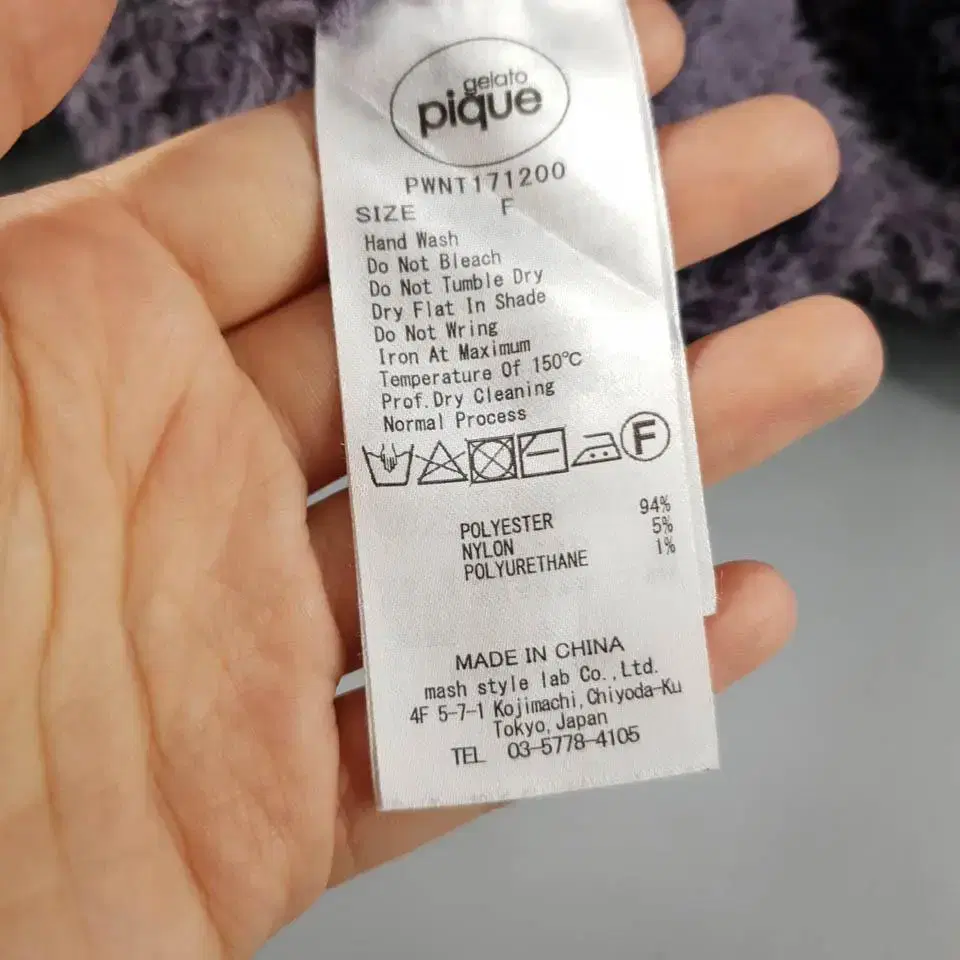 gelato
pique
PWNT171200
SIZE F
Hand Wash
Do Not Bleach
Do Not Tumble Dry
Dry Flat In Shade
Do Not Wring
Iron At Maximum
Temperature Of 150℃
Prof.Dry Cleaning
Normal Process
F
POLYESTER 94%
NYLON 5%
POLYURETHANE 1%
MADE IN CHINA
mash style lab Co.,Ltd.
4F 5-7-1 Kojimachi,Chiyoda-Ku
Tokyo,Japan
TEL 03-5778-4105